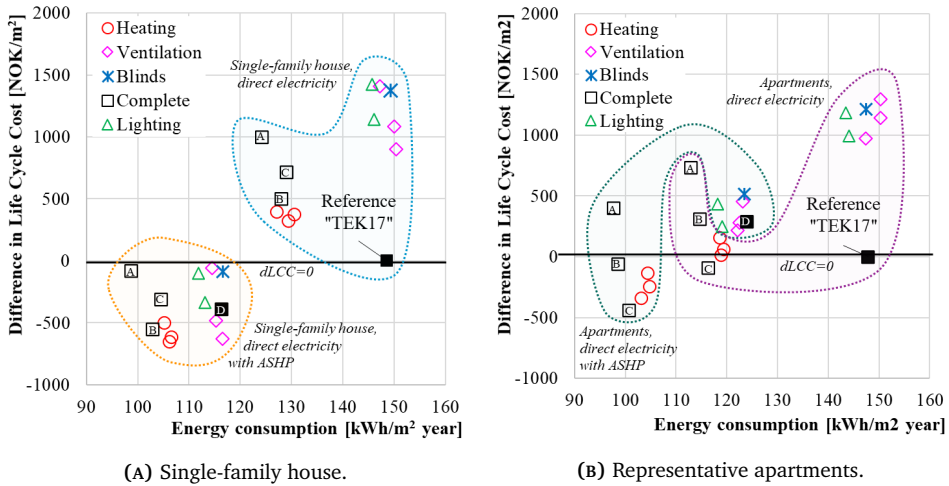 Difference in Life Cycle Cost [NOK/m²]
2000
1500
1000
500
0
-500
-1000
Heating
Ventilation
Blinds
Complete
Lighting
Single-family house,
direct electricity
A
C
B
Reference
"TEK17"
dLCC=0
A
C
B
D
Single-family house,
direct electricity
with ASHP
90 100 110 120 130 140 150 160
Energy consumption [kWh/m² year]
(A) Single-family house.
Difference in Life Cycle Cost [NOK/m2]
2000
1500
1000
500
0
-500
-1000
Heating
Ventilation
Blinds
Complete
Lighting
Apartments,
direct electricity
A
A
B
D
Reference
"TEK17"
B
C
dLCC=0
C
Apartments,
direct electricity
with ASHP
90 100 110 120 130 140 150 160
Energy consumption [kWh/m2 year]
(B) Representative apartments.